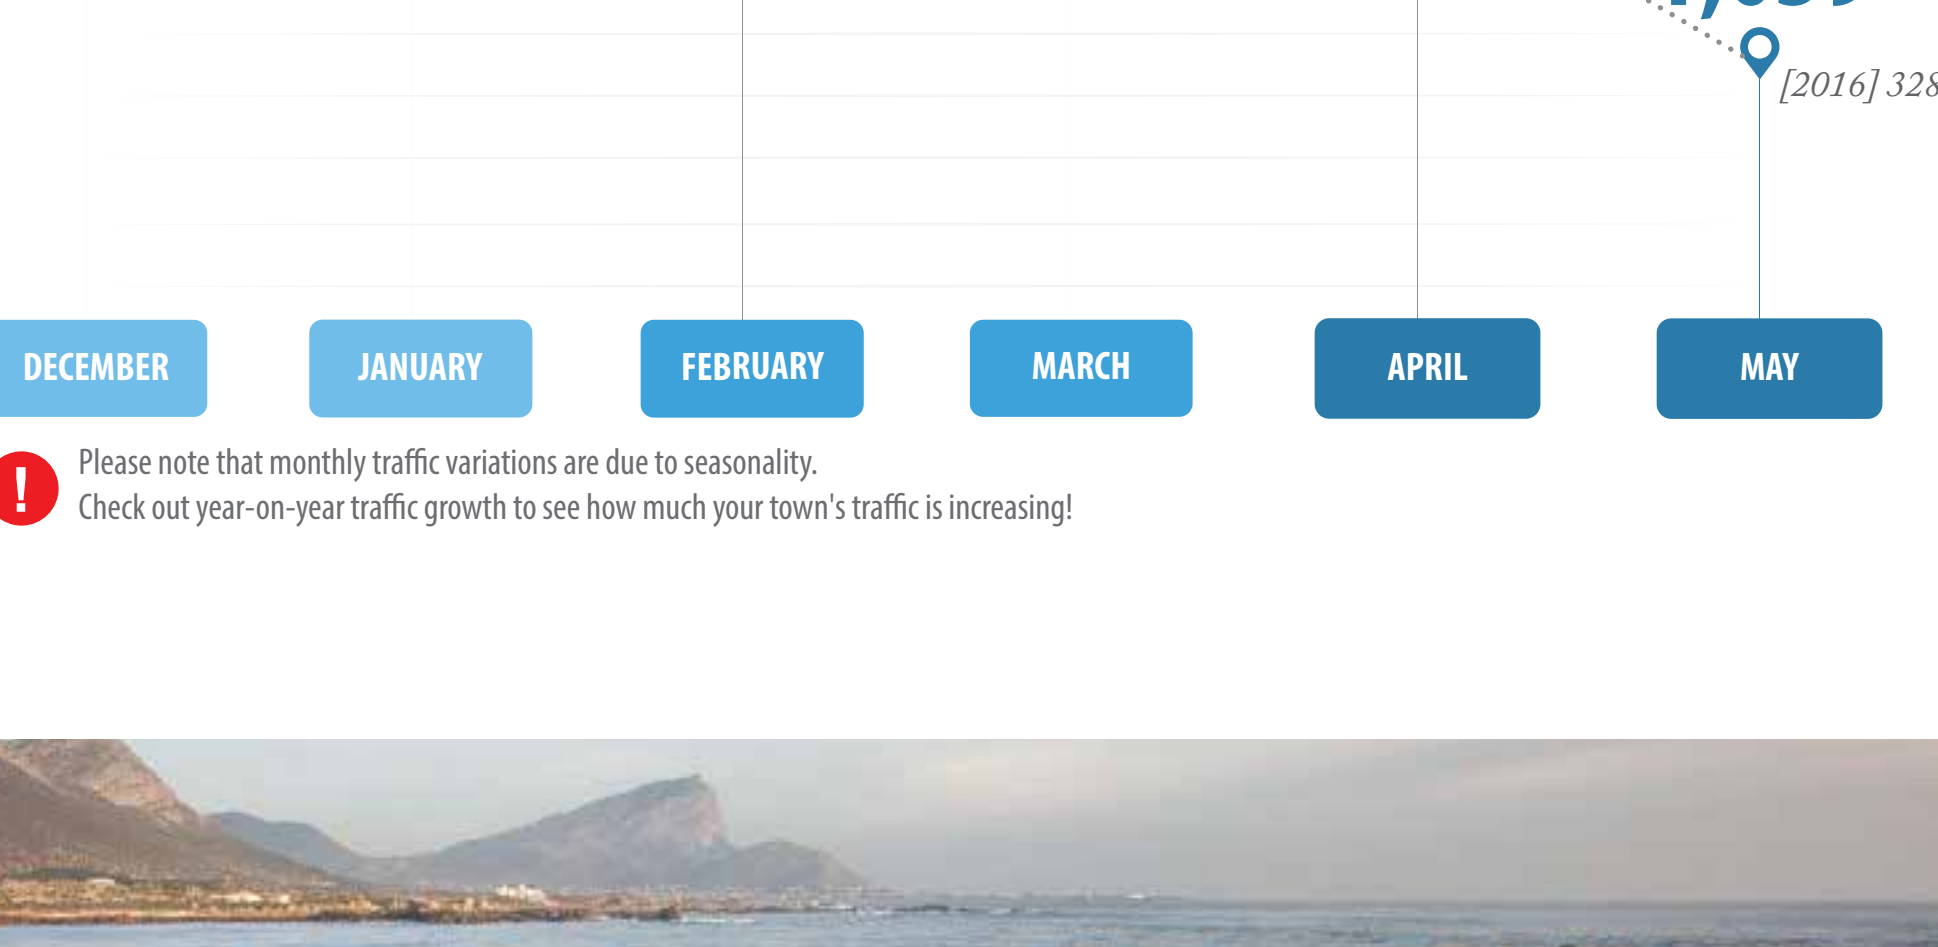 [2016] 328
DECEMBER JANUARY FEBRUARY MARCH APRIL MAY
!
Please note that monthly traffic variations are due to seasonality.
Check out year-on-year traffic growth to see how much your town's traffic is increasing!